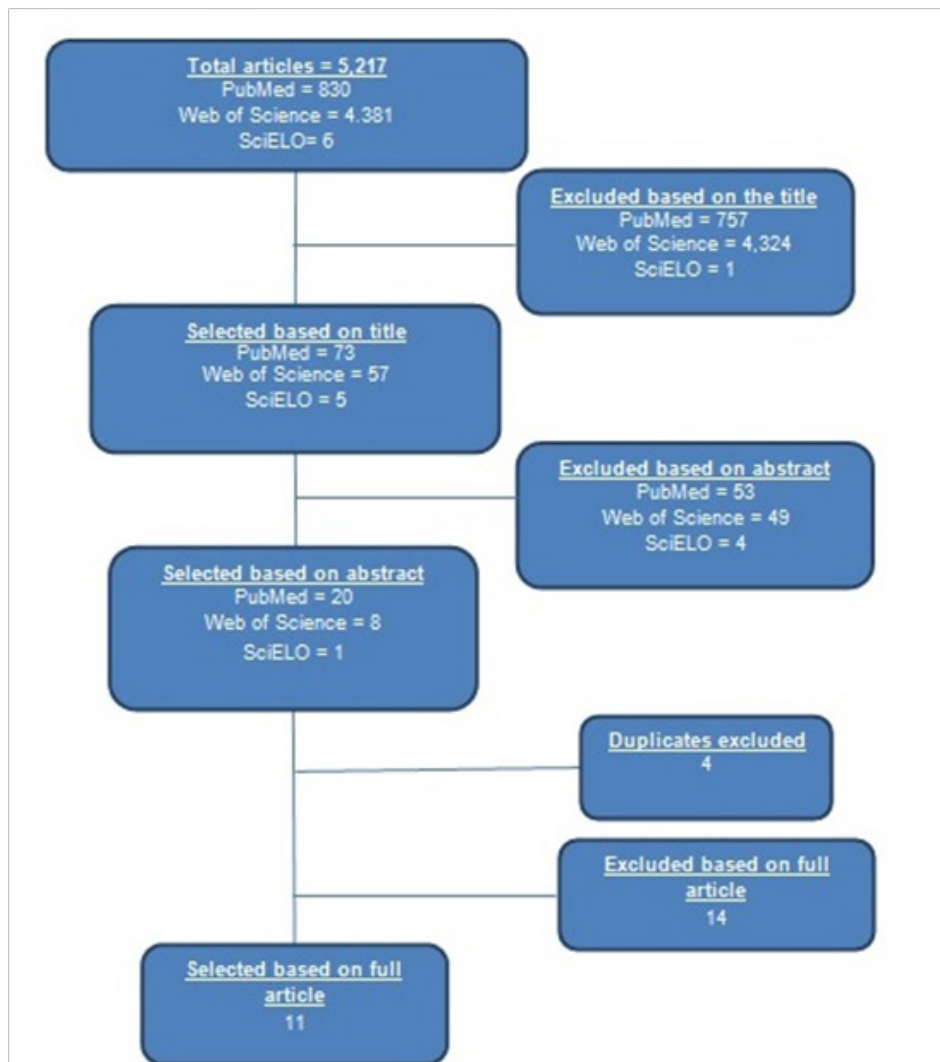 Total articles = 5,217
PubMed = 830
Web of Science = 4.381
SciELO= 6
Excluded based on the title
PubMed = 757
Web of Science = 4,324
SciELO = 1
Selected based on title
PubMed = 73
Web of Science = 57
SciELO = 5
Excluded based on abstract
PubMed = 53
Web of Science = 49
SciELO = 4
Selected based on abstract
PubMed = 20
Web of Science = 8
SciELO = 1
Duplicates excluded
4
Excluded based on full
article
14
Selected based on full
article
11